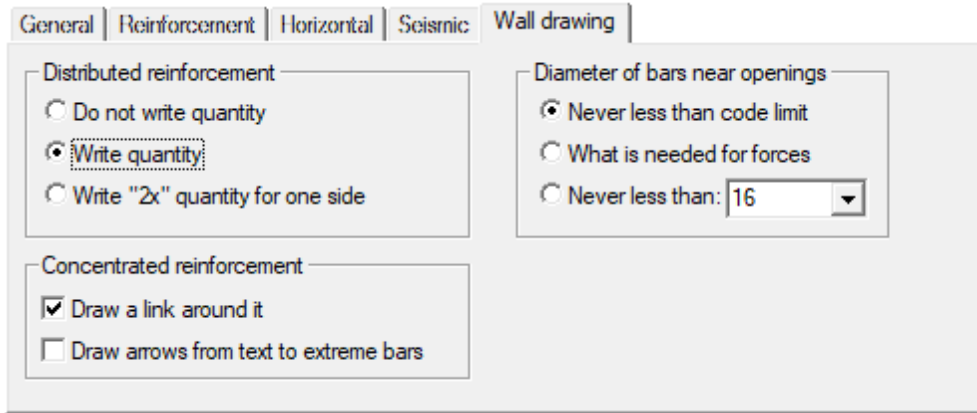 General Reinforcement Horizontal Seismic Wall drawing
Distributed reinforcement
Do not write quantity
Write quantity
Write "2x" quantity for one side
Concentrated reinforcement
Draw a link around it
Draw arrows from text to extreme bars
Diameter of bars near openings
Never less than code limit
What is needed for forces
Never less than: 16